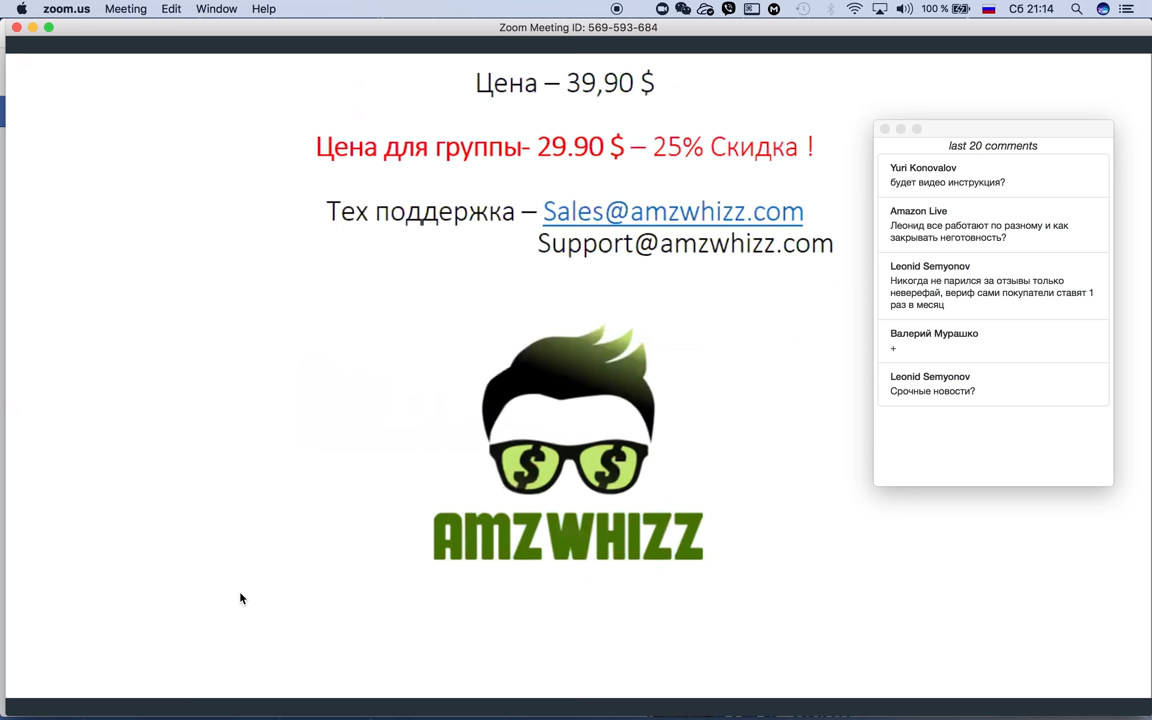 zoom.us Meeting Edit Window Help
100 % Сб 21:14
Zoom Meeting ID: 569-593-684
Цена – 39,90 $
Цена для группы- 29.90 $ – 25% Скидка !
Тех поддержка – Sales@amzwhizz.com
Support@amzwhizz.com
AMZWHIZZ
last 20 comments
Yuri Konovalov
будет видео инструкция?
Amazon Live
Леонид все работают по разному и как
закрывать неготовность?
Leonid Semyonov
Никогда не парился за отзывы только
неверефай, вериф сами покупатели ставят 1
раз в месяц
Валерий Мурашко
+
Leonid Semyonov
Срочные новости?